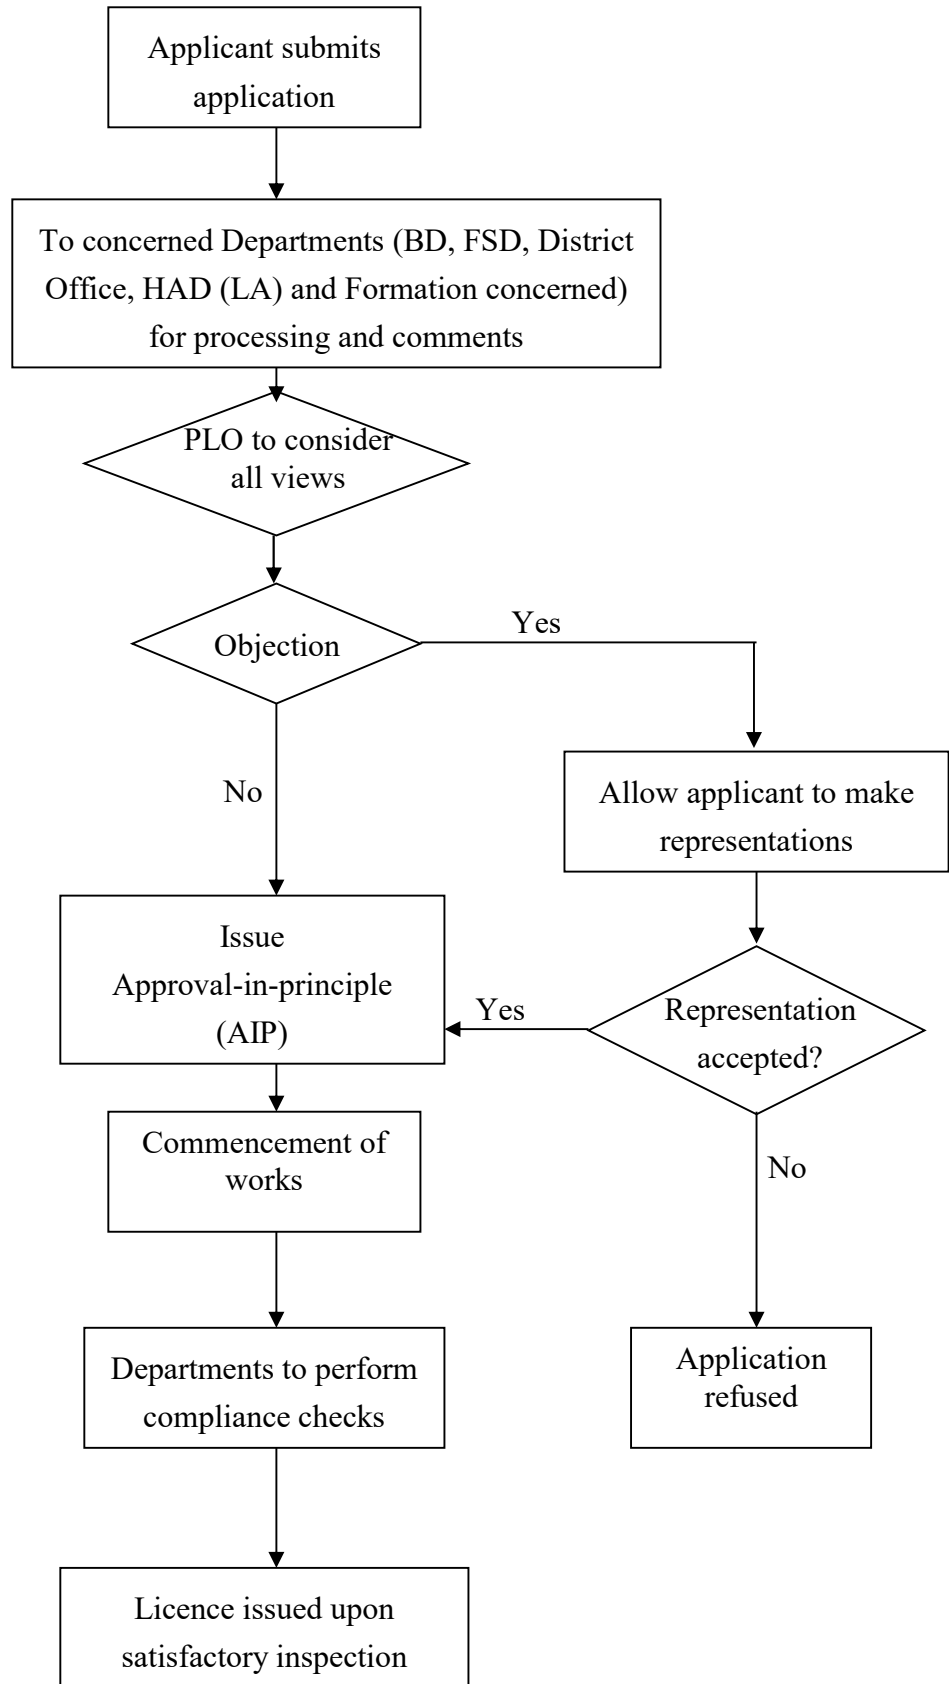 Applicant submits
application
To concerned Departments (BD, FSD, District
Office, HAD (LA) and Formation concerned)
for processing and comments
PLO to consider
all views
Objection
Yes
No
Allow applicant to make
representations
Issue
Approval-in-principle
(AIP)
Yes
Representation
accepted?
Commencement of
works
No
Departments to perform
compliance checks
Application
refused
Licence issued upon
satisfactory inspection